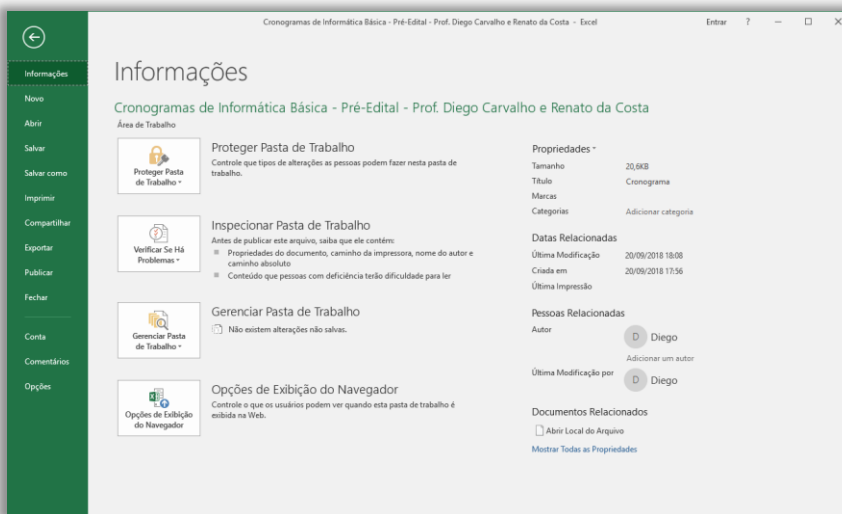 Cronogramas de Informática Básica - Pré-Edital - Prof. Diego Carvalho e Renato da Costa - Excel
Entrar ?
Informações
Novo
Abrir
Salvar
Salvar como
Imprimir
Compartilhar
Exportar
Publicar
Fechar
Conta
Comentários
Opções
Informações
Cronogramas de Informática Básica - Pré-Edital - Prof. Diego Carvalho e Renato da Costa
Área de Trabalho
Proteger Pasta
de Trabalho
Proteger Pasta de Trabalho
Controle que tipos de alterações as pessoas podem fazer nesta pasta de
trabalho.
Verificar Se Há
Problemas
Inspecionar Pasta de Trabalho
Antes de publicar este arquivo, saiba que ele contém:
Propriedades do documento, caminho da impressora, nome do autor e
caminho absoluto
Conteúdo que pessoas com deficiência terão dificuldade para ler
Gerenciar Pasta
de Trabalho
Gerenciar Pasta de Trabalho
Não existem alterações não salvas.
Opções de Exibição
do Navegador
Opções de Exibição do Navegador
Controle o que os usuários podem ver quando esta pasta de trabalho é
exibida na Web.
Propriedades
Tamanho 20,6KB
Título Cronograma
Marcas
Categorias Adicionar categoria
Datas Relacionadas
Última Modificação 20/09/2018 18:08
Criada em 20/09/2018 17:56
Última Impressão
Pessoas Relacionadas
Autor
D Diego
Adicionar um autor
Última Modificação por
D Diego
Documentos Relacionados
Abrir Local do Arquivo
Mostrar Todas as Propriedades